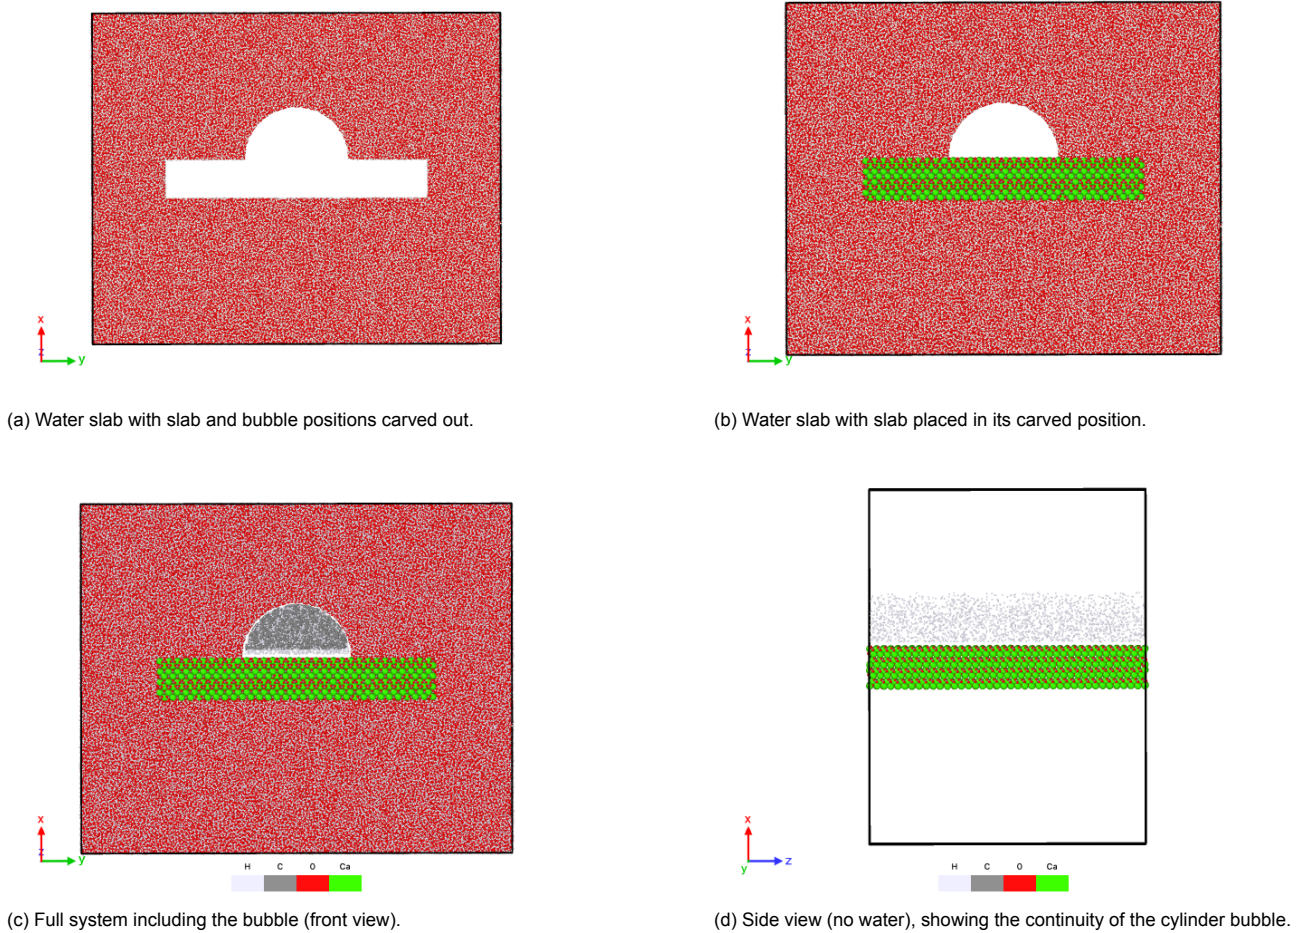 x
z
y
x
z
y
(a) Water slab with slab and bubble positions carved out.
(b) Water slab with slab placed in its carved position.
x
z
y
H C O Ca
x
y
z
H C O Ca
(c) Full system including the bubble (front view).
(d) Side view (no water), showing the continuity of the cylinder bubble.